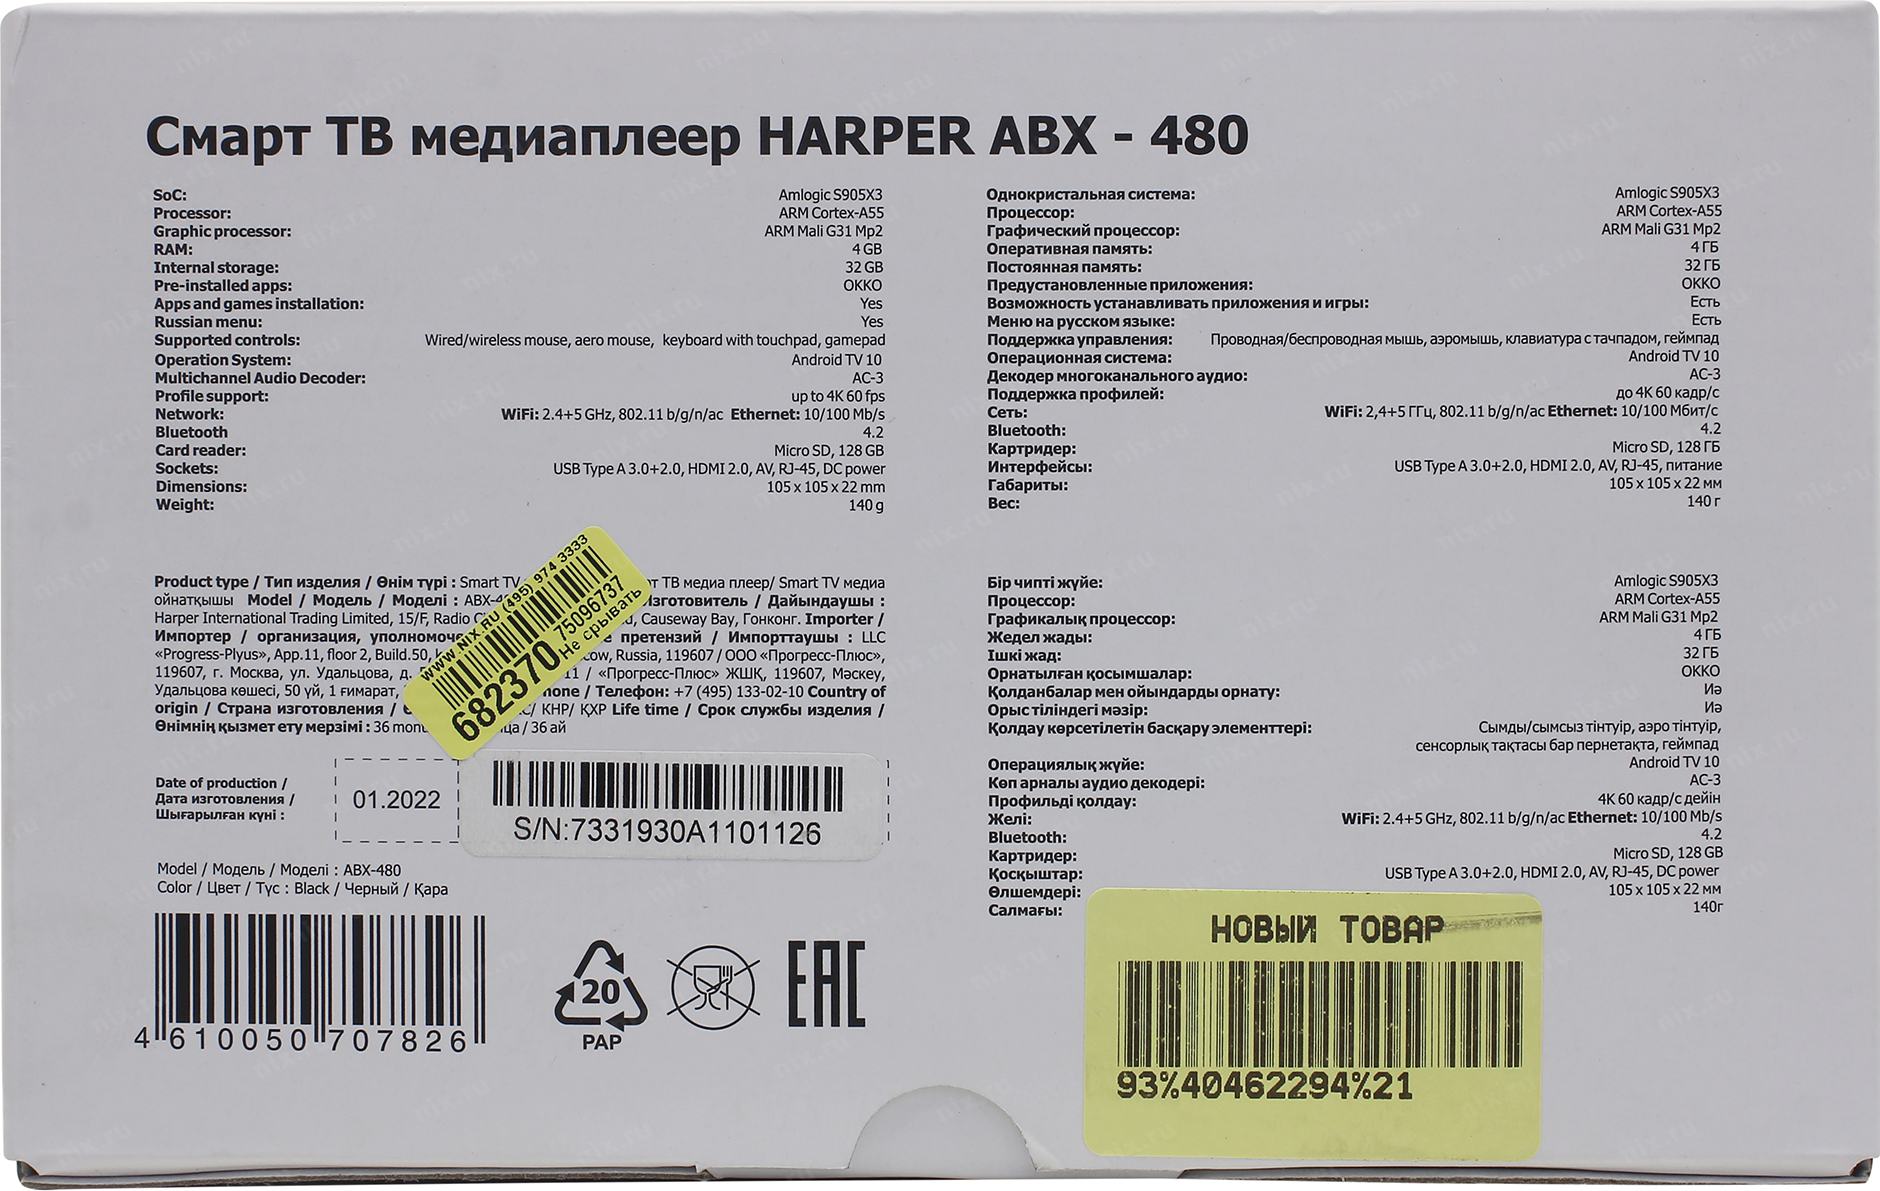 Смарт ТВ медиаплеер HARPER ABX - 480
SoC: Amlogic S905X3
Processor: ARM Cortex-A55
Graphic processor: ARM Mali G31 Mp2
RAM: 4 GB
Internal storage: 32 GB
Pre-installed apps: OKKO
Apps and games installation: Yes
Russian menu: Yes
Supported controls: Wired/wireless mouse, aero mouse, keyboard with touchpad, gamepad
Operation System: Android TV 10
Multichannel Audio Decoder: AC-3
Profile support: up to 4K 60 fps
Network: WiFi: 2.4+5 GHz, 802.11 b/g/n/ac Ethernet: 10/100 Mb/s
Bluetooth 4.2
Card reader: Micro SD, 128 GB
Sockets: USB Type A 3.0+2.0, HDMI 2.0, AV, RJ-45, DC power
Dimensions: 105 x 105 x 22 mm
Weight: 140 g
Однокристальная система: Amlogic S905X3
Процессор: ARM Cortex-A55
Графический процессор: ARM Mali G31 Mp2
Оперативная память: 4 ГБ
Постоянная память: 32 ГБ
Предустановленные приложения: OKKO
Возможность устанавливать приложения и игры: Есть
Меню на русском языке: Есть
Поддержка управления: Проводная/беспроводная мышь, аэромышь, клавиатура с тачпадом, геймпад
Операционная система: Android TV 10
Декодер многоканального аудио: AC-3
Поддержка профилей: до 4K 60 кадр/с
Сеть: WiFi: 2,4+5 ГГц, 802.11 b/g/n/ac Ethernet: 10/100 Мбит/с
Bluetooth: 4.2
Картридер: Micro SD, 128 ГБ
Интерфейсы: USB Type A 3.0+2.0, HDMI 2.0, AV, RJ-45, питание
Габариты: 105 x 105 x 22 мм
Вес: 140 г
Product type / Тип изделия / Өнім түрі : Smart TV ТВ медиа плеер/ Smart TV медиа
ойнатқышы Model / Модель / Моделі : / Дайындаушы :
Harper International Trading Limited, 15/F, Radio Causeway Bay, Гонконг. Importer /
Импортер / организация, претензий / Импорттаушы : LLC
«Progress-Plyus», App.11, floor 2, Build.50, Russia, 119607 / ООО «Прогресс-Плюс»,
119607, г. Москва, ул. Удальцова, / «Прогресс-Плюс» ЖШҚ, 119607, Мәскеу,
Удальцова көшесі, 50 үй, 1 ғимарат, / Телефон: +7 (495) 133-02-10 Country of
origin / Страна изготовления / КНР/ ҚХР Life time / Срок службы изделия /
Өнімнің қызмет ету мерзімі : 36 / 36 ай
www.nix.ru (495) 974 3333
75096737
682370 Не срывать
Date of production /
Дата изготовления /
Шығарылған күні :
01.2022
S/N:7331930A1101126
Model / Модель / Моделі : ABX-480
Color / Цвет / Түс : Black / Черный / Қара
4 610050 707826
20
PAP
EAC
Бір чипті жүйе: Amlogic S905X3
Процессор: ARM Cortex-A55
Графикалық процессор: ARM Mali G31 Mp2
Жедел жады: 4 ГБ
Ішкі жад: 32 ГБ
Орнатылған қосымшалар: OKKO
Қолданбалар мен ойындарды орнату: Иә
Орыс тіліндегі мәзір: Иә
Қолдау көрсетілетін басқару элементтері: Сымды/сымсыз тінтуір, аэро тінтуір,
сенсорлық тақтасы бар пернетақта, геймпад
Операциялық жүйе: Android TV 10
Көп арналы аудио декодері: AC-3
Профильді қолдау: 4K 60 кадр/с дейін
Желі: WiFi: 2.4+5 GHz, 802.11 b/g/n/ac Ethernet: 10/100 Mb/s
Bluetooth: 4.2
Картридер: Micro SD, 128 GB
Қосқыштар: USB Type A 3.0+2.0, HDMI 2.0, AV, RJ-45, DC power
Өлшемдері: 105 x 105 x 22 мм
Салмағы: 140г
НОВЫЙ ТОВАР
93%40462294%21